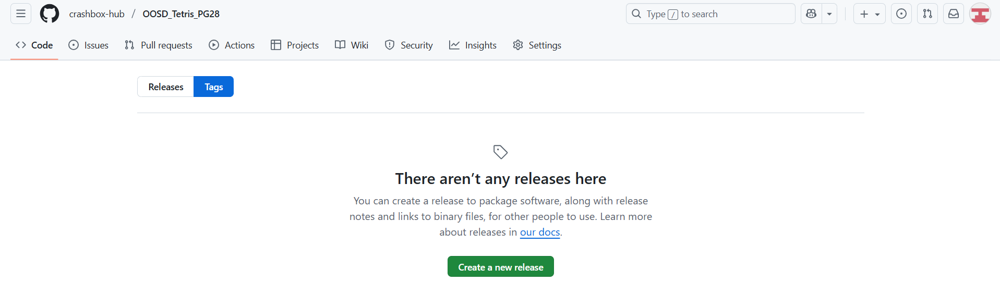 crashbox-hub / OOSD_Tetris_PG28
Type / to search
Code Issues Pull requests Actions Projects Wiki Security Insights Settings
Releases Tags
There aren’t any releases here
You can create a release to package software, along with release
notes and links to binary files, for other people to use. Learn more
about releases in our docs.
Create a new release